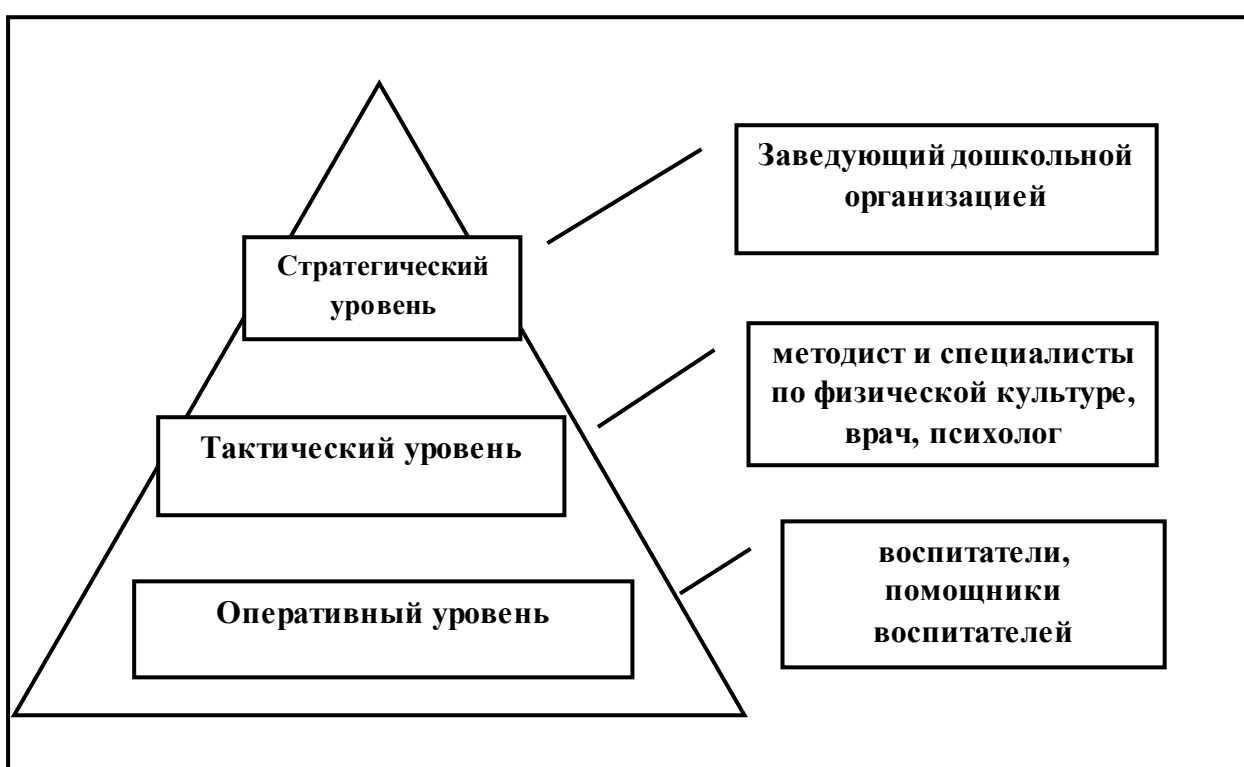 Заведующий дошкольной
организацией
Стратегический
уровень
методист и специалисты
по физической культуре,
врач, психолог
Тактический уровень
воспитатели,
помощники
воспитателей
Оперативный уровень